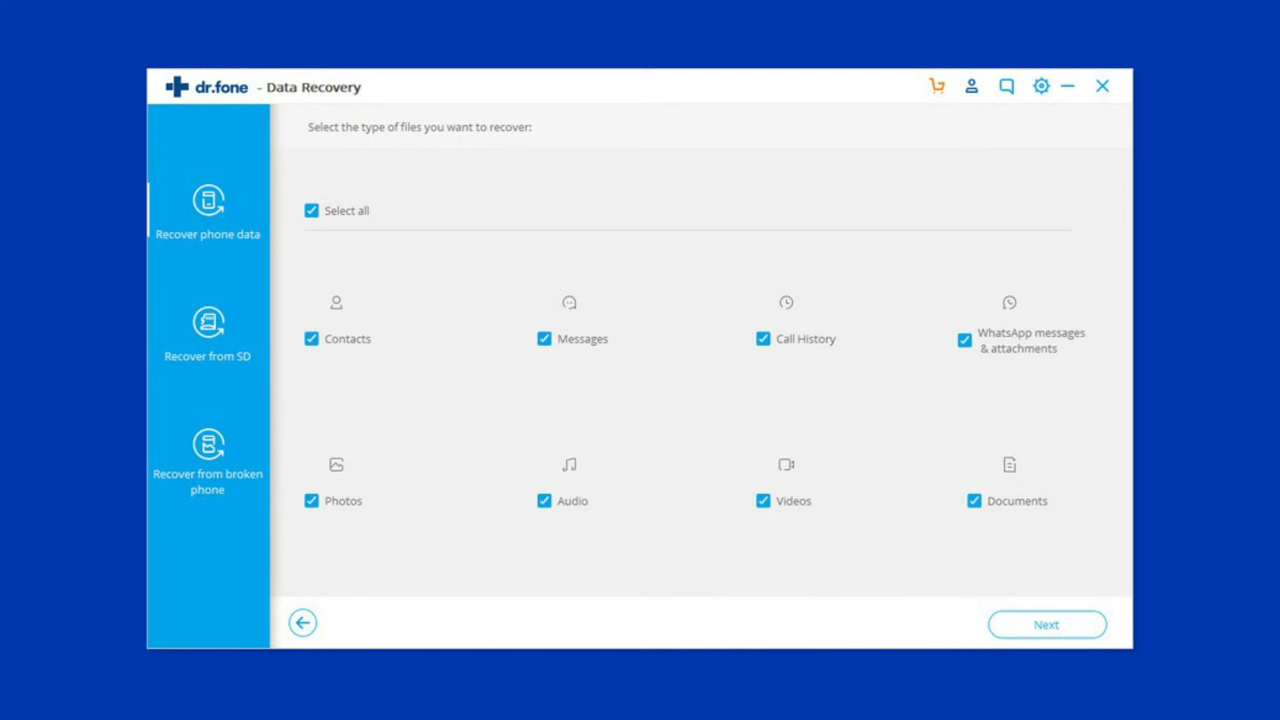 dr.fone - Data Recovery
Select the type of files you want to recover:
Recover phone data
Recover from SD
Recover from broken
phone
Select all
Contacts
Messages
Call History
WhatsApp messages
& attachments
Photos
Audio
Videos
Documents
Next